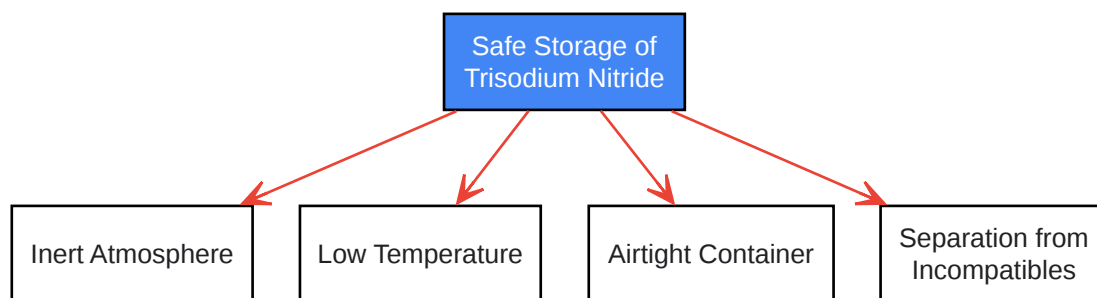 Safe Storage of
Trisodium Nitride
Inert Atmosphere
Low Temperature
Airtight Container
Separation from
Incompatibles